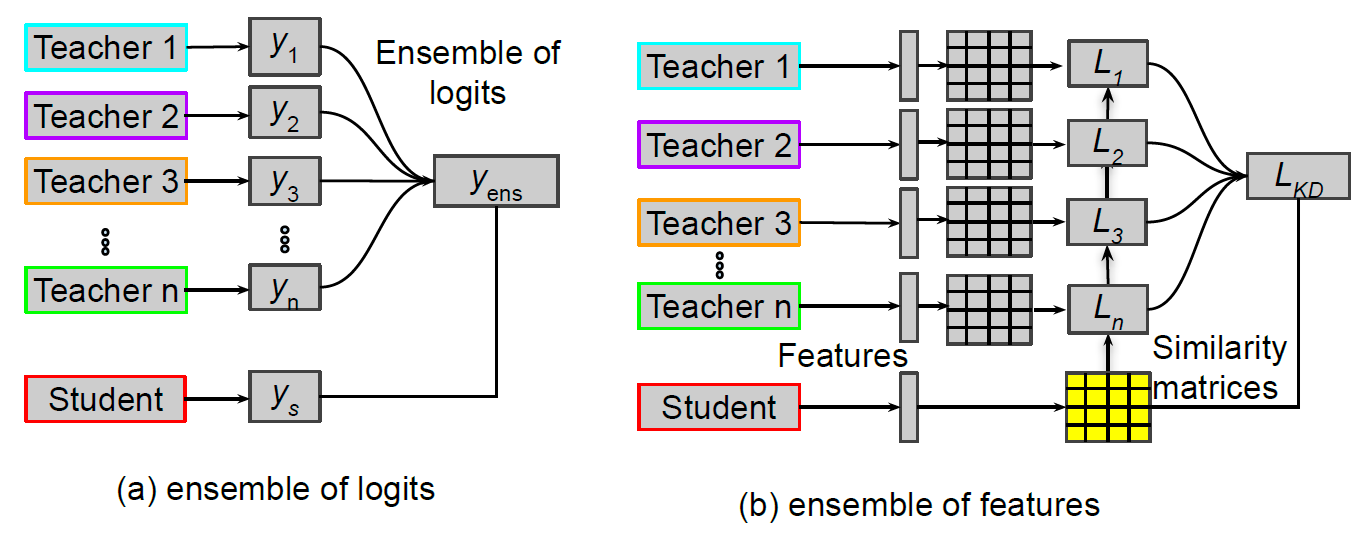 Teacher 1
y1
Ensemble of
logits
Teacher 2
y2
Teacher 3
y3
yens
Teacher n
yn
Student
ys
(a) ensemble of logits
Teacher 1
L1
Teacher 2
L2
LKD
Teacher 3
L3
Teacher n
Ln
Features
Similarity
matrices
Student
(b) ensemble of features